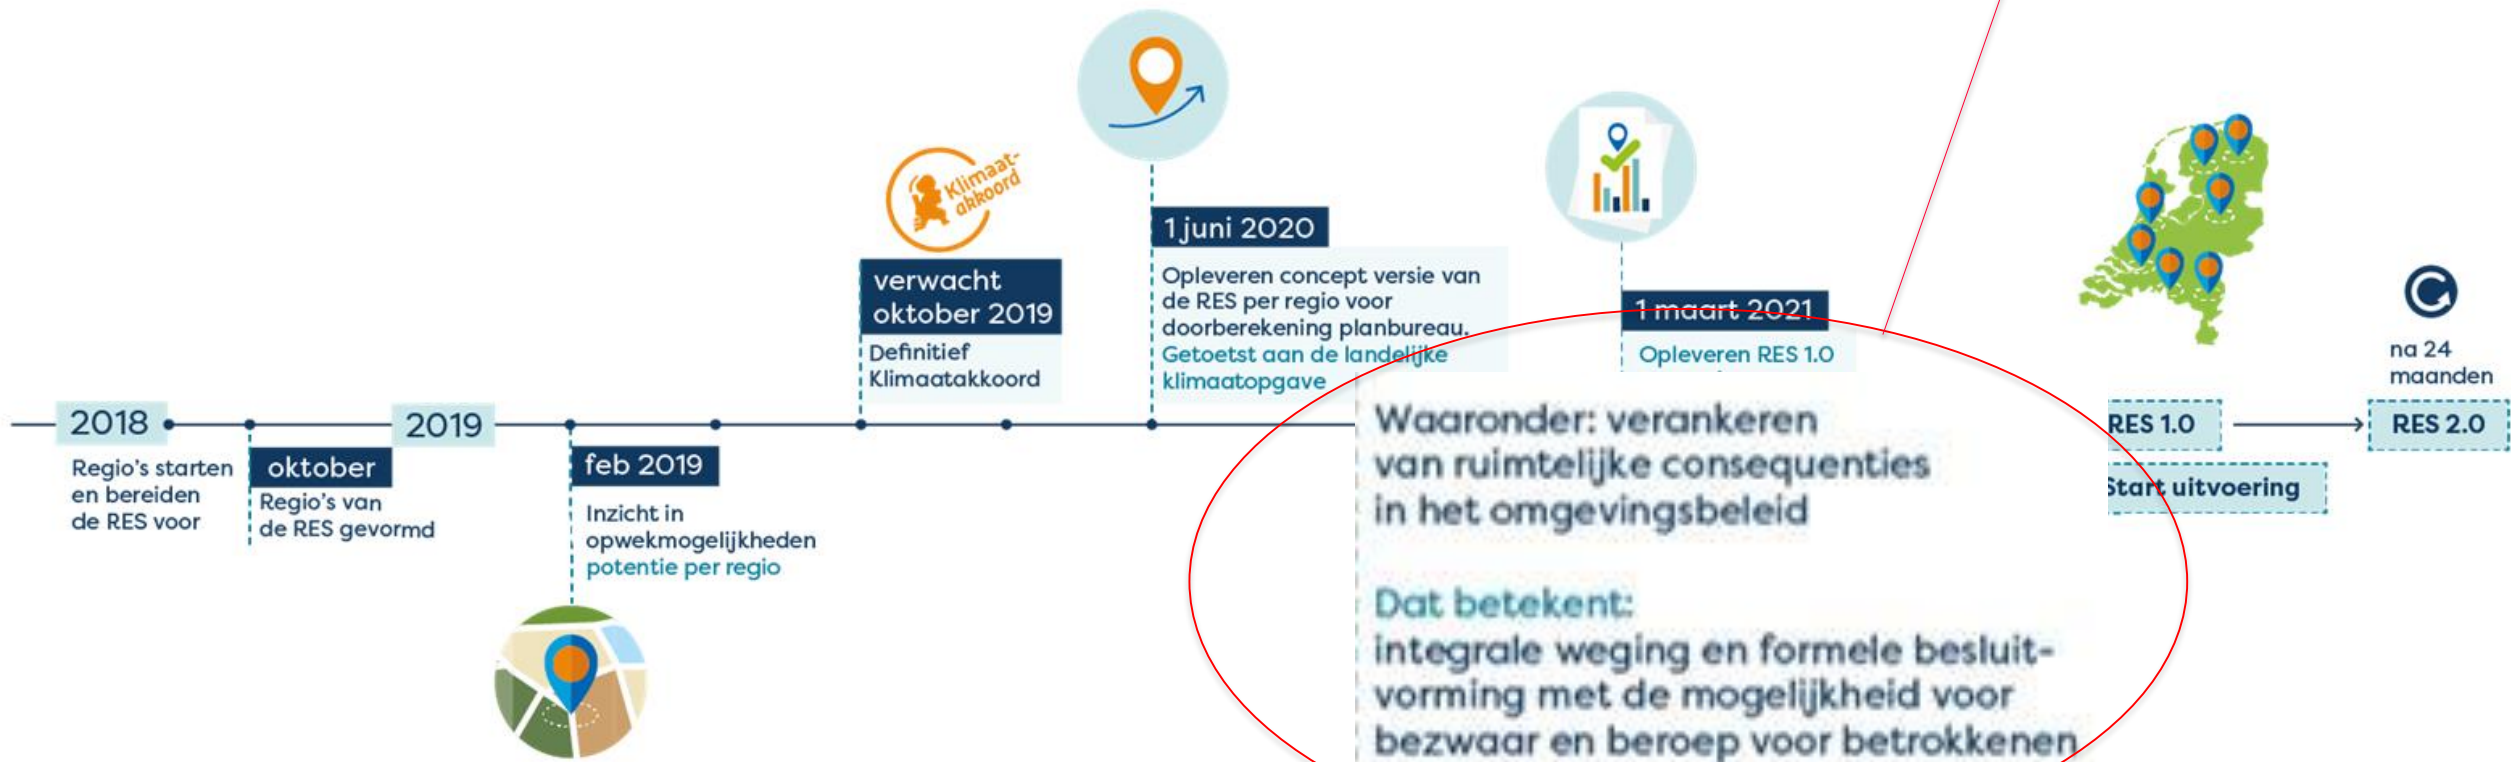 2018
Regio's starten
en bereiden
de RES voor
oktober
Regio's van
de RES gevormd
2019
feb 2019
Inzicht in
opwekmogelijkheden
potentie per regio
Klimaat-
akkoord
verwacht
oktober 2019
Definitief
Klimaatakkoord
1 juni 2020
Opleveren concept versie van
de RES per regio voor
doorberekening planbureau.
Getoetst aan de landelijke
klimaatopgave
1 maart 2021
Opleveren RES 1.0
Waaronder: verankeren
van ruimtelijke consequenties
in het omgevingsbeleid
Dat betekent:
integrale weging en formele besluit-
vorming met de mogelijkheid voor
bezwaar en beroep voor betrokkenen
RES 1.0
Start uitvoering
na 24
maanden
RES 2.0